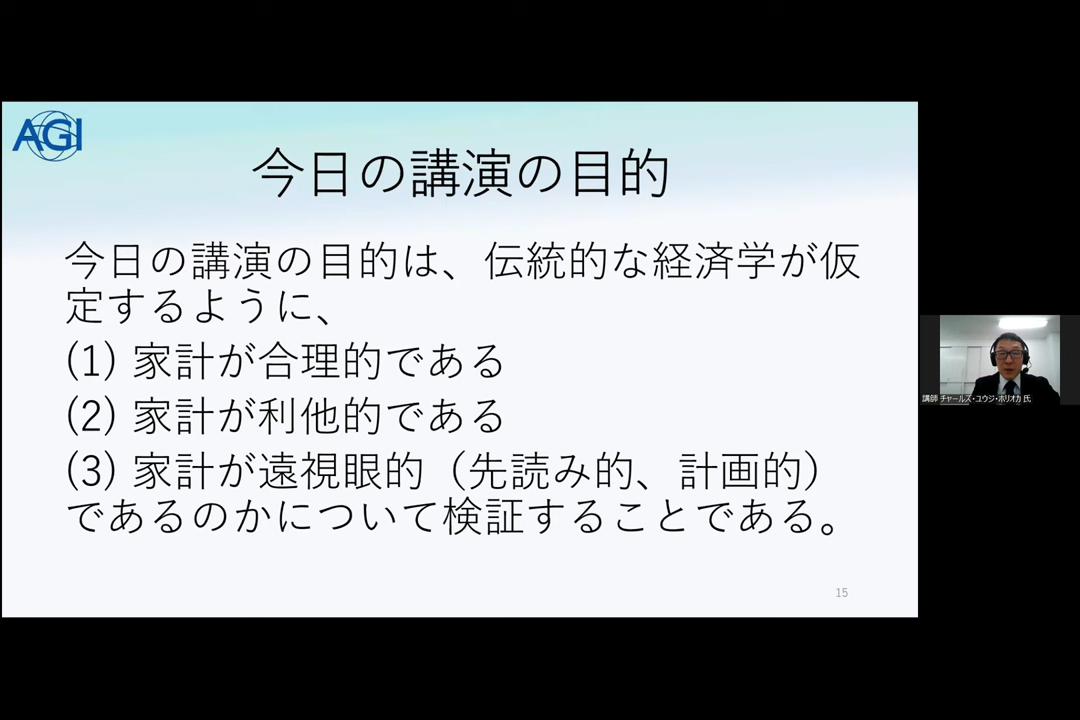 AGI
今日の講演の目的
今日の講演の目的は、伝統的な経済学が仮
定するように、
(1) 家計が合理的である
(2) 家計が利他的である
(3) 家計が遠視眼的（先読み的、計画的）
であるのかについて検証することである。
15
講師 チャールズ・ユウジ・ホリオカ 氏